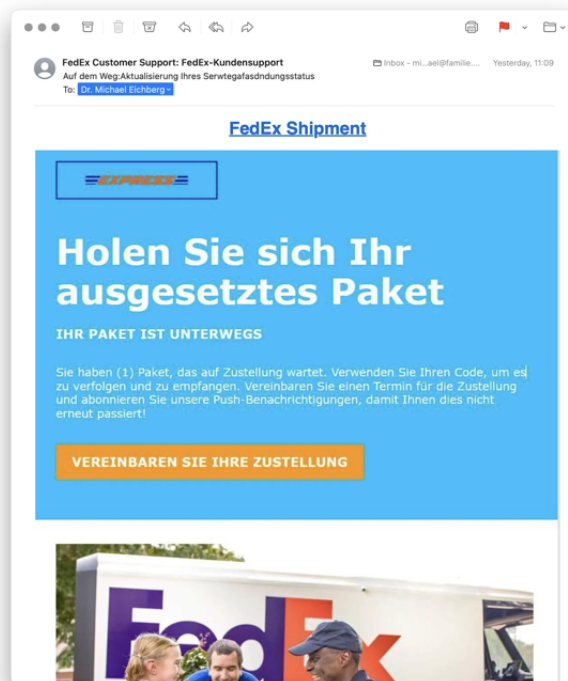 FedEx Customer Support: FedEx-Kundensupport
Inbox - mi...ael@familie....
Yesterday, 11:09
Auf dem Weg:Aktualisierung Ihres Serwtegafasdndungsstatus
To: Dr. Michael Eichberg
FedEx Shipment
EXPRESS
Holen Sie sich Ihr
ausgesetztes Paket
IHR PAKET IST UNTERWEGS
Sie haben (1) Paket, das auf Zustellung wartet. Verwenden Sie Ihren Code, um es
zu verfolgen und zu empfangen. Vereinbaren Sie einen Termin für die Zustellung
und abonnieren Sie unsere Push-Benachrichtigungen, damit Ihnen dies nicht
erneut passiert!
VEREINBAREN SIE IHRE ZUSTELLUNG
FedEx